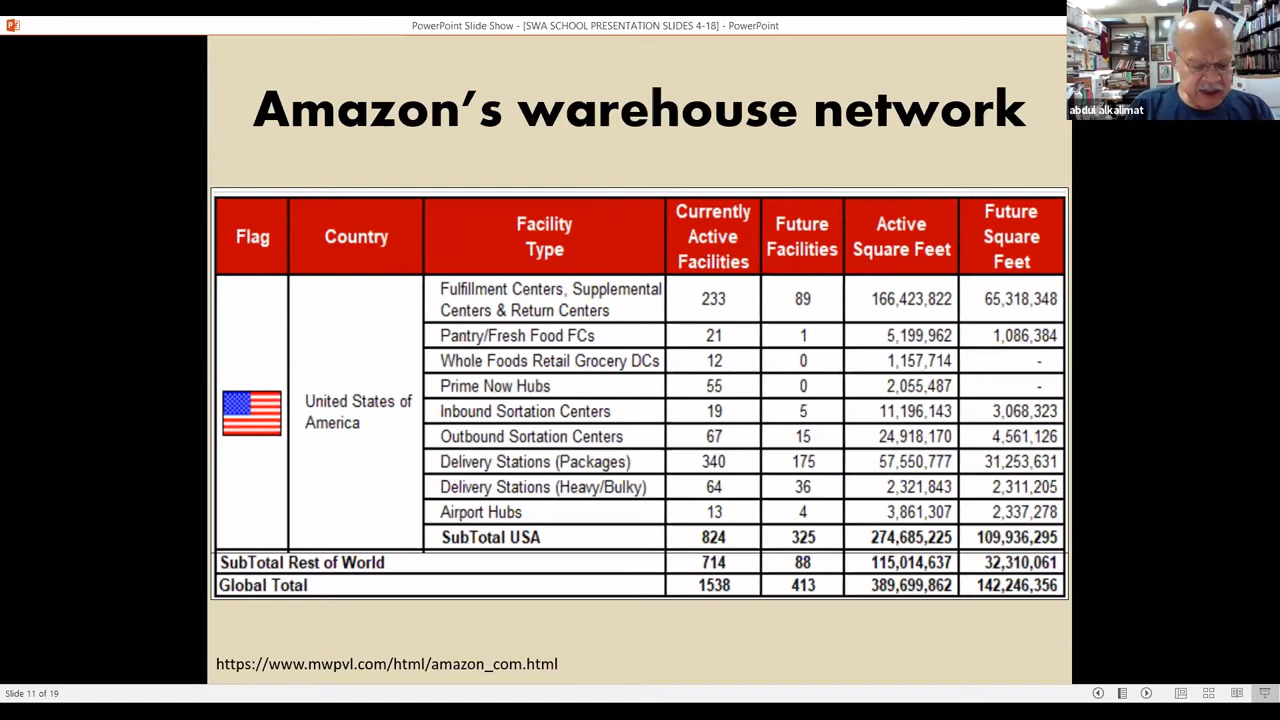 PowerPoint Slide Show - [SWA SCHOOL PRESENTATION SLIDES 4-18] - PowerPoint
abdul alkalimat
Amazon's warehouse network
Flag Country Facility Type Currently Active Facilities Future Facilities Active Square Feet Future Square Feet
United States of America
Fulfillment Centers, Supplemental Centers & Return Centers 233 89 166,423,822 65,318,348
Pantry/Fresh Food FCs 21 1 5,199,962 1,086,384
Whole Foods Retail Grocery DCs 12 0 1,157,714 -
Prime Now Hubs 55 0 2,055,487 -
Inbound Sortation Centers 19 5 11,196,143 3,068,323
Outbound Sortation Centers 67 15 24,918,170 4,561,126
Delivery Stations (Packages) 340 175 57,550,777 31,253,631
Delivery Stations (Heavy/Bulky) 64 36 2,321,843 2,311,205
Airport Hubs 13 4 3,861,307 2,337,278
SubTotal USA 824 325 274,685,225 109,936,295
SubTotal Rest of World 714 88 115,014,637 32,310,061
Global Total 1538 413 389,699,862 142,246,356
https://www.mwpvl.com/html/amazon_com.html
Slide 11 of 19